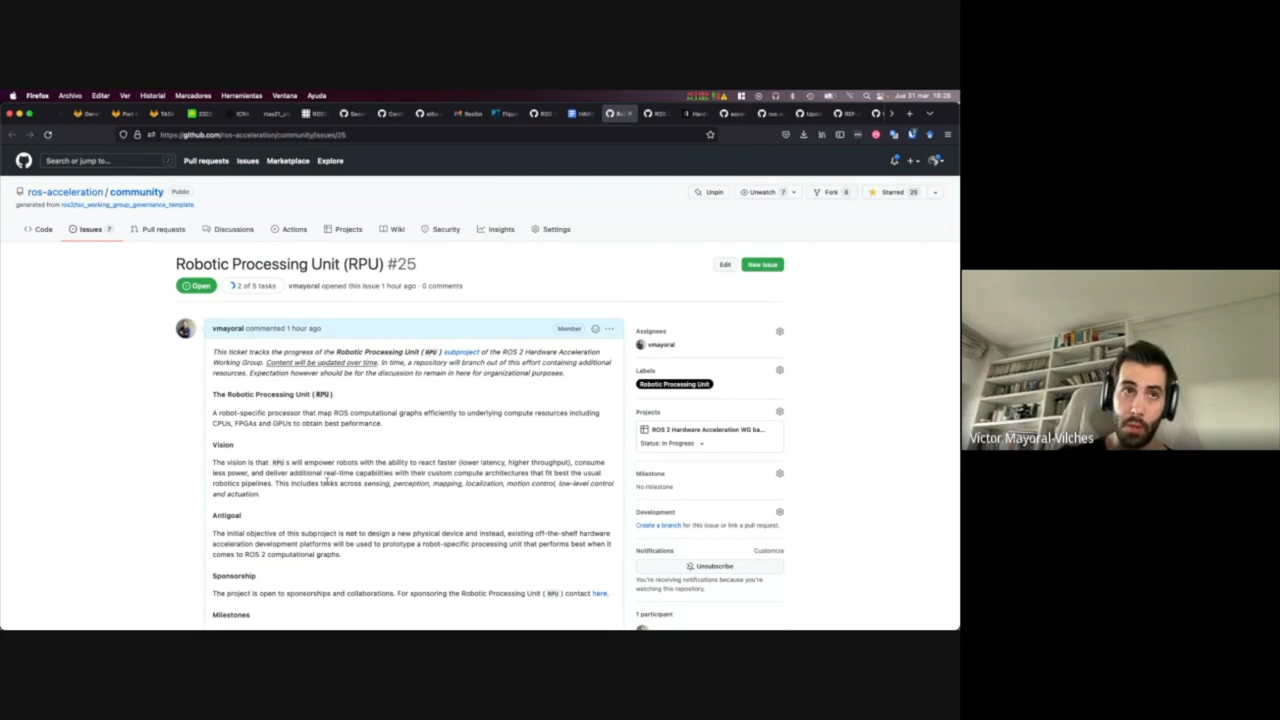 Firefox Archivo Editar Ver Historial Marcadores Herramientas Ventana Ayuda
Jue 31 mar 18:28
https://github.com/ros-acceleration/community/issues/25
Search or jump to... /
Pull requests Issues Marketplace Explore
ros-acceleration / community Public
generated from ros2/tsc_working_group_governance_template
Unpin Unwatch 7 Fork 4 Starred 25
Code Issues 7 Pull requests Discussions Actions Projects Wiki Security Insights Settings
Robotic Processing Unit (RPU) #25
Edit New issue
Open 2 of 5 tasks vmayoral opened this issue 1 hour ago · 0 comments
vmayoral commented 1 hour ago Member
This ticket tracks the progress of the Robotic Processing Unit ( RPU ) subproject of the ROS 2 Hardware Acceleration
Working Group. Content will be updated over time. In time, a repository will branch out of this effort containing additional
resources. Expectation however should be for the discussion to remain in here for organizational purposes.
The Robotic Processing Unit ( RPU )
A robot-specific processor that map ROS computational graphs efficiently to underlying compute resources including
CPUs, FPGAs and GPUs to obtain best peformance.
Vision
The vision is that RPU s will empower robots with the ability to react faster (lower latency, higher throughput), consume
less power, and deliver additional real-time capabilities with their custom compute architectures that fit best the usual
robotics pipelines. This includes tasks across sensing, perception, mapping, localization, motion control, low-level control
and actuation.
Antigoal
The initial objective of this subproject is not to design a new physical device and instead, existing off-the-shelf hardware
acceleration development platforms will be used to prototype a robot-specific processing unit that performs best when it
comes to ROS 2 computational graphs.
Sponsorship
The project is open to sponsorships and collaborations. For sponsoring the Robotic Processing Unit ( RPU ) contact here.
Milestones
Assignees
vmayoral
Labels
Robotic Processing Unit
Projects
ROS 2 Hardware Acceleration WG ba...
Status: In Progress
Milestone
No milestone
Development
Create a branch for this issue or link a pull request.
Notifications Customize
Unsubscribe
You're receiving notifications because you're
watching this repository.
1 participant
Víctor Mayoral-Vilches